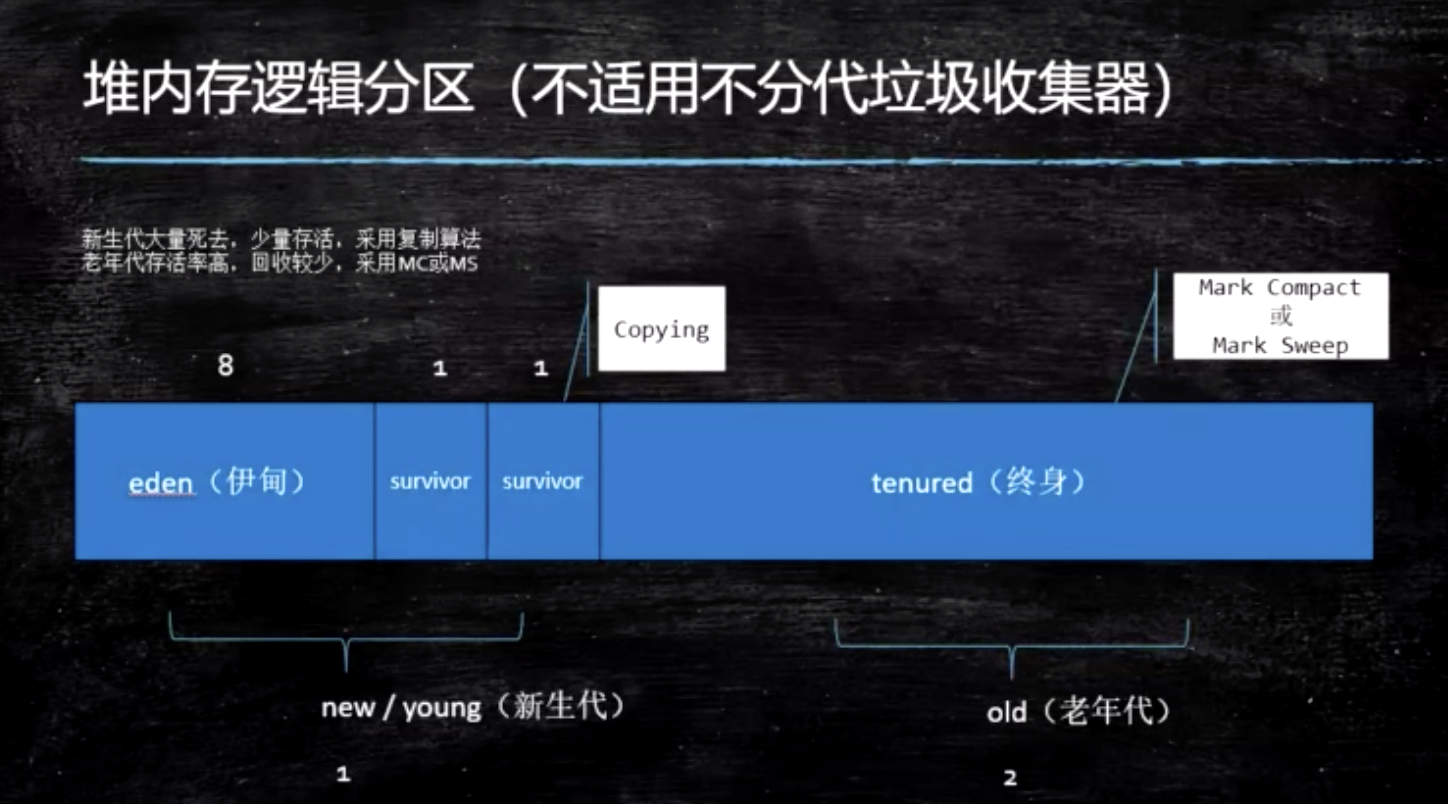 堆内存逻辑分区（不适用不分代垃圾收集器）
新生代大量死去，少量存活，采用复制算法
老年代存活率高，回收较少，采用MC或MS
Copying
Mark Compact
或
Mark Sweep
8
1
1
eden（伊甸）
survivor
survivor
tenured（终身）
new / young（新生代）
old（老年代）
1
2